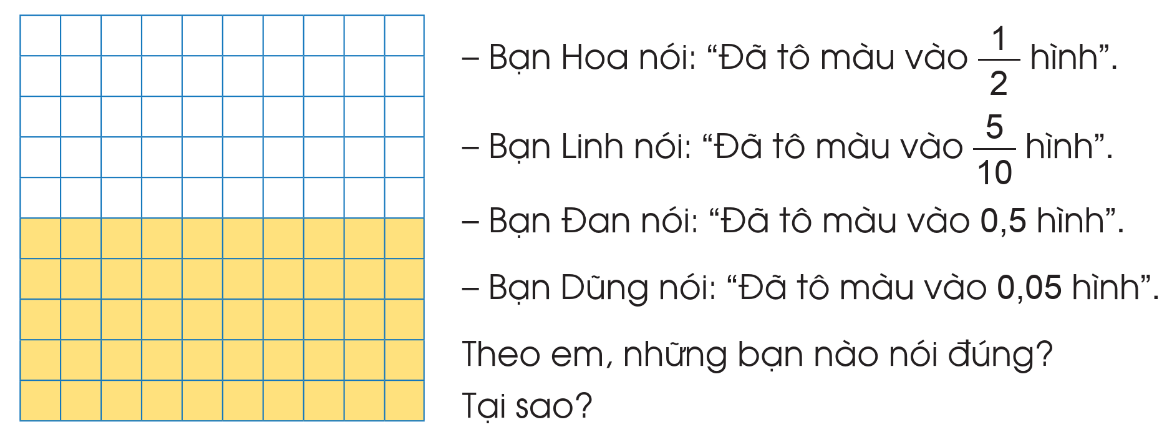 – Bạn Hoa nói: “Đã tô màu vào 1/2 hình”.
– Bạn Linh nói: “Đã tô màu vào 5/10 hình”.
– Bạn Đan nói: “Đã tô màu vào 0,5 hình”.
– Bạn Dũng nói: “Đã tô màu vào 0,05 hình”.
Theo em, những bạn nào nói đúng?
Tại sao?